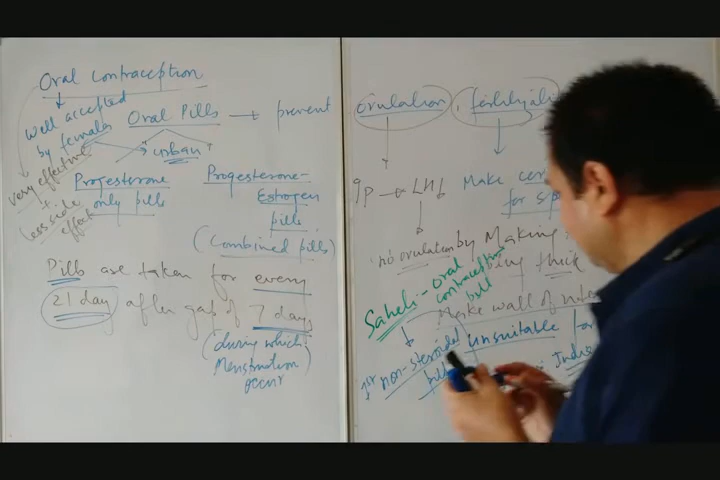 Oral contraception
well accepted
by females
very effective
+
less side
effect
Oral Pills → prevent
urban
Progesterone
only pills
Progesterone-
Estrogen
pills
(Combined pills)
Pills are taken for every
21 day after gap of 7 days
(during which
Menstruation
occur)
ovulation, fertiliza
↑P → LH↓
Make cer
for sp
no ovulation by Making
thick
Saheli - oral
contraceptive
pill
Make wall of
unsuitable for
1st non-steroidal
pill